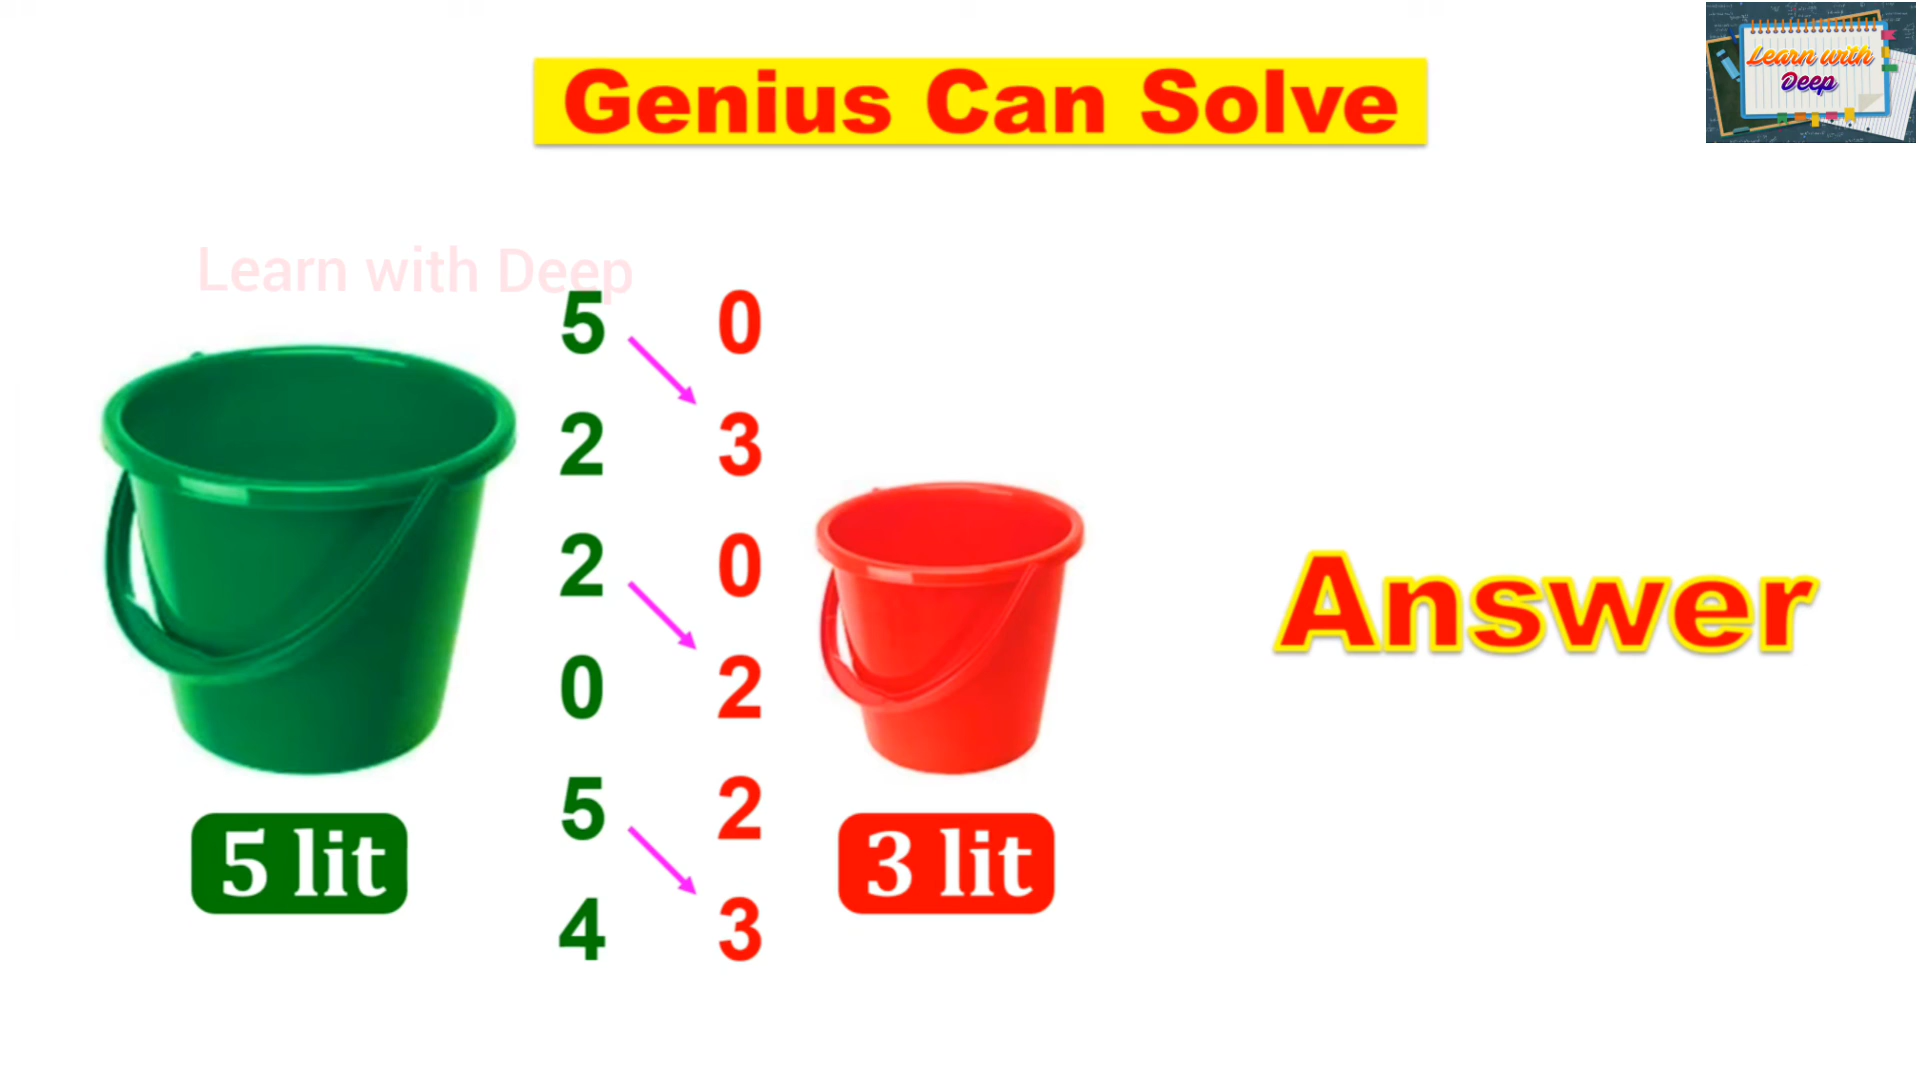 Genius Can Solve
Learn with
Deep
Learn with Deep
5 0
2 3
2 0
0 2
5 2
4 3
5 lit
3 lit
Answer